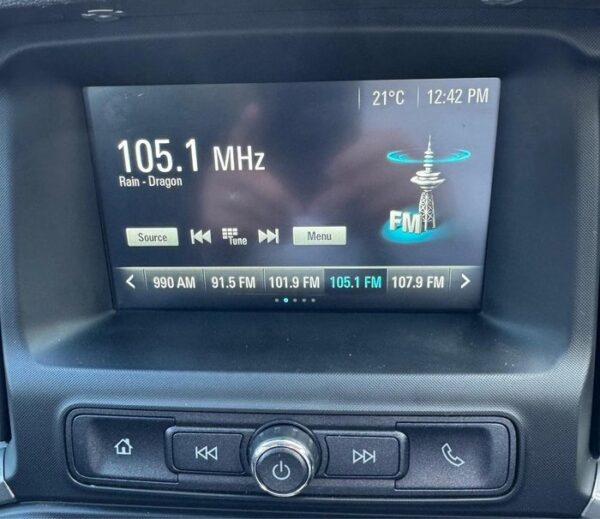 21°C 12:42 PM
105.1 MHz
Rain - Dragon
FM
Source Tune Menu
990 AM 91.5 FM 101.9 FM 105.1 FM 107.9 FM